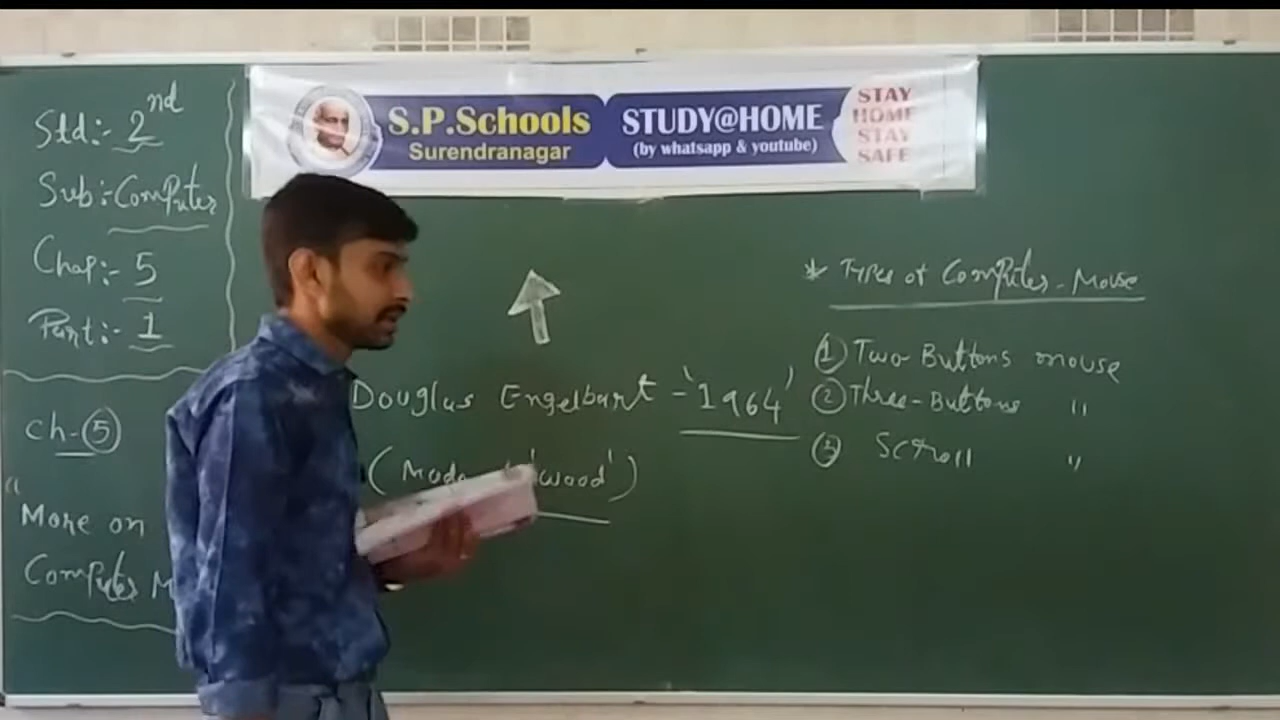 S.P.Schools
Surendranagar
STUDY@HOME
(by whatsapp & youtube)
STAY
HOME
STAY
SAFE
Std:- 2nd
Sub:- Computer
Chap:- 5
Part:- 1
ch-5
"More on
Computer M
Douglas Engelbart - '1964'
(Made 'wood')
* Types of Computer - Mouse
1 Two-Buttons mouse
2 Three-Buttons "
3 Scroll "